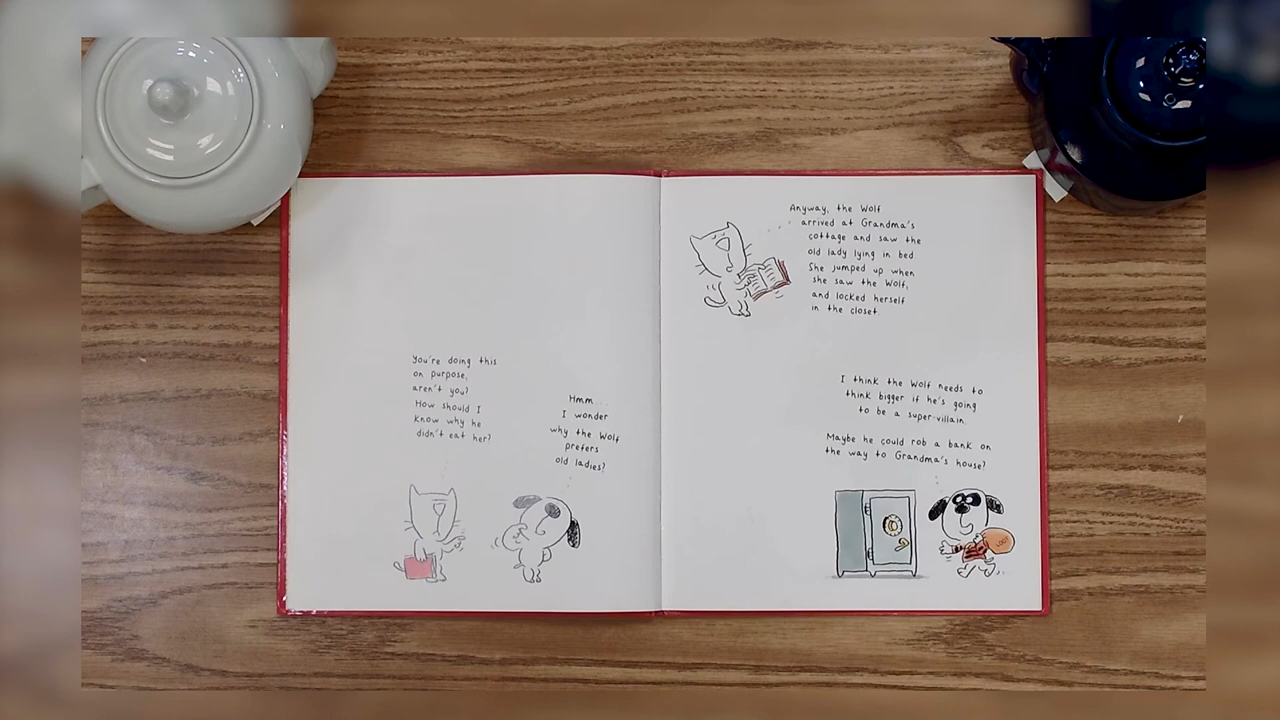 You're doing this
on purpose,
aren't you?
How should I
know why he
didn't eat her?
Hmm...
I wonder
why the Wolf
prefers
old ladies?
Anyway, the Wolf
arrived at Grandma's
cottage and saw the
old lady lying in bed.
She jumped up when
she saw the Wolf,
and locked herself
in the closet.
I think the Wolf needs to
think bigger if he's going
to be a super-villain.
Maybe he could rob a bank on
the way to Grandma's house?
LOOT